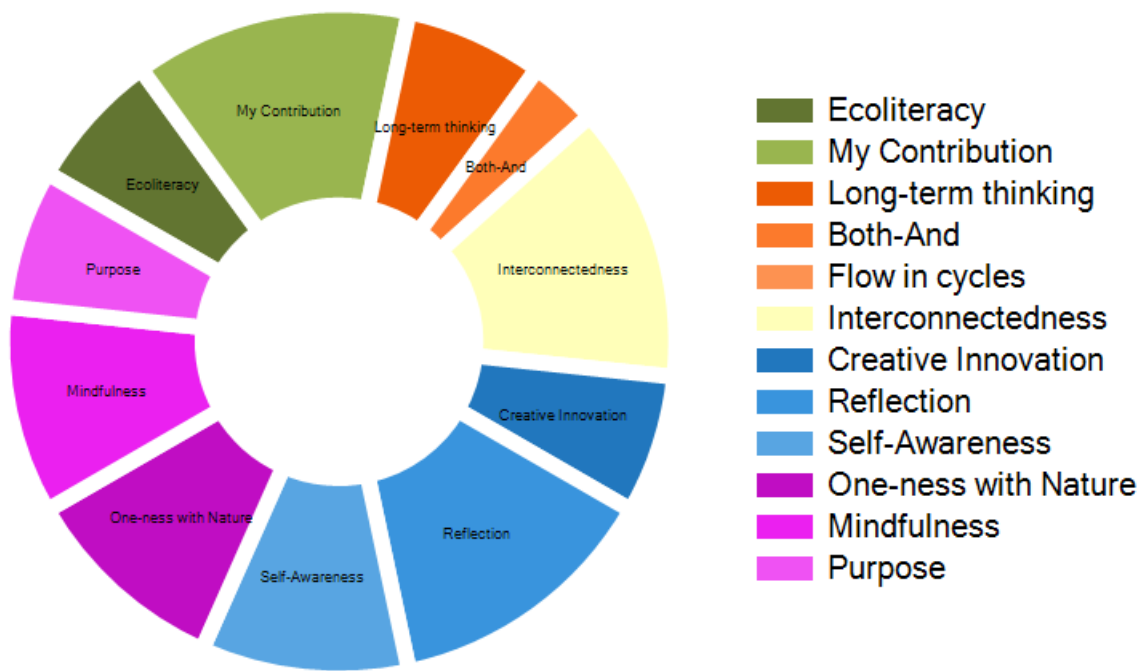 My Contribution
Long-term thinking
Both-And
Ecoliteracy
Purpose
Interconnectedness
Mindfulness
Creative Innovation
One-ness with Nature
Reflection
Self-Awareness
Ecoliteracy
My Contribution
Long-term thinking
Both-And
Flow in cycles
Interconnectedness
Creative Innovation
Reflection
Self-Awareness
One-ness with Nature
Mindfulness
Purpose